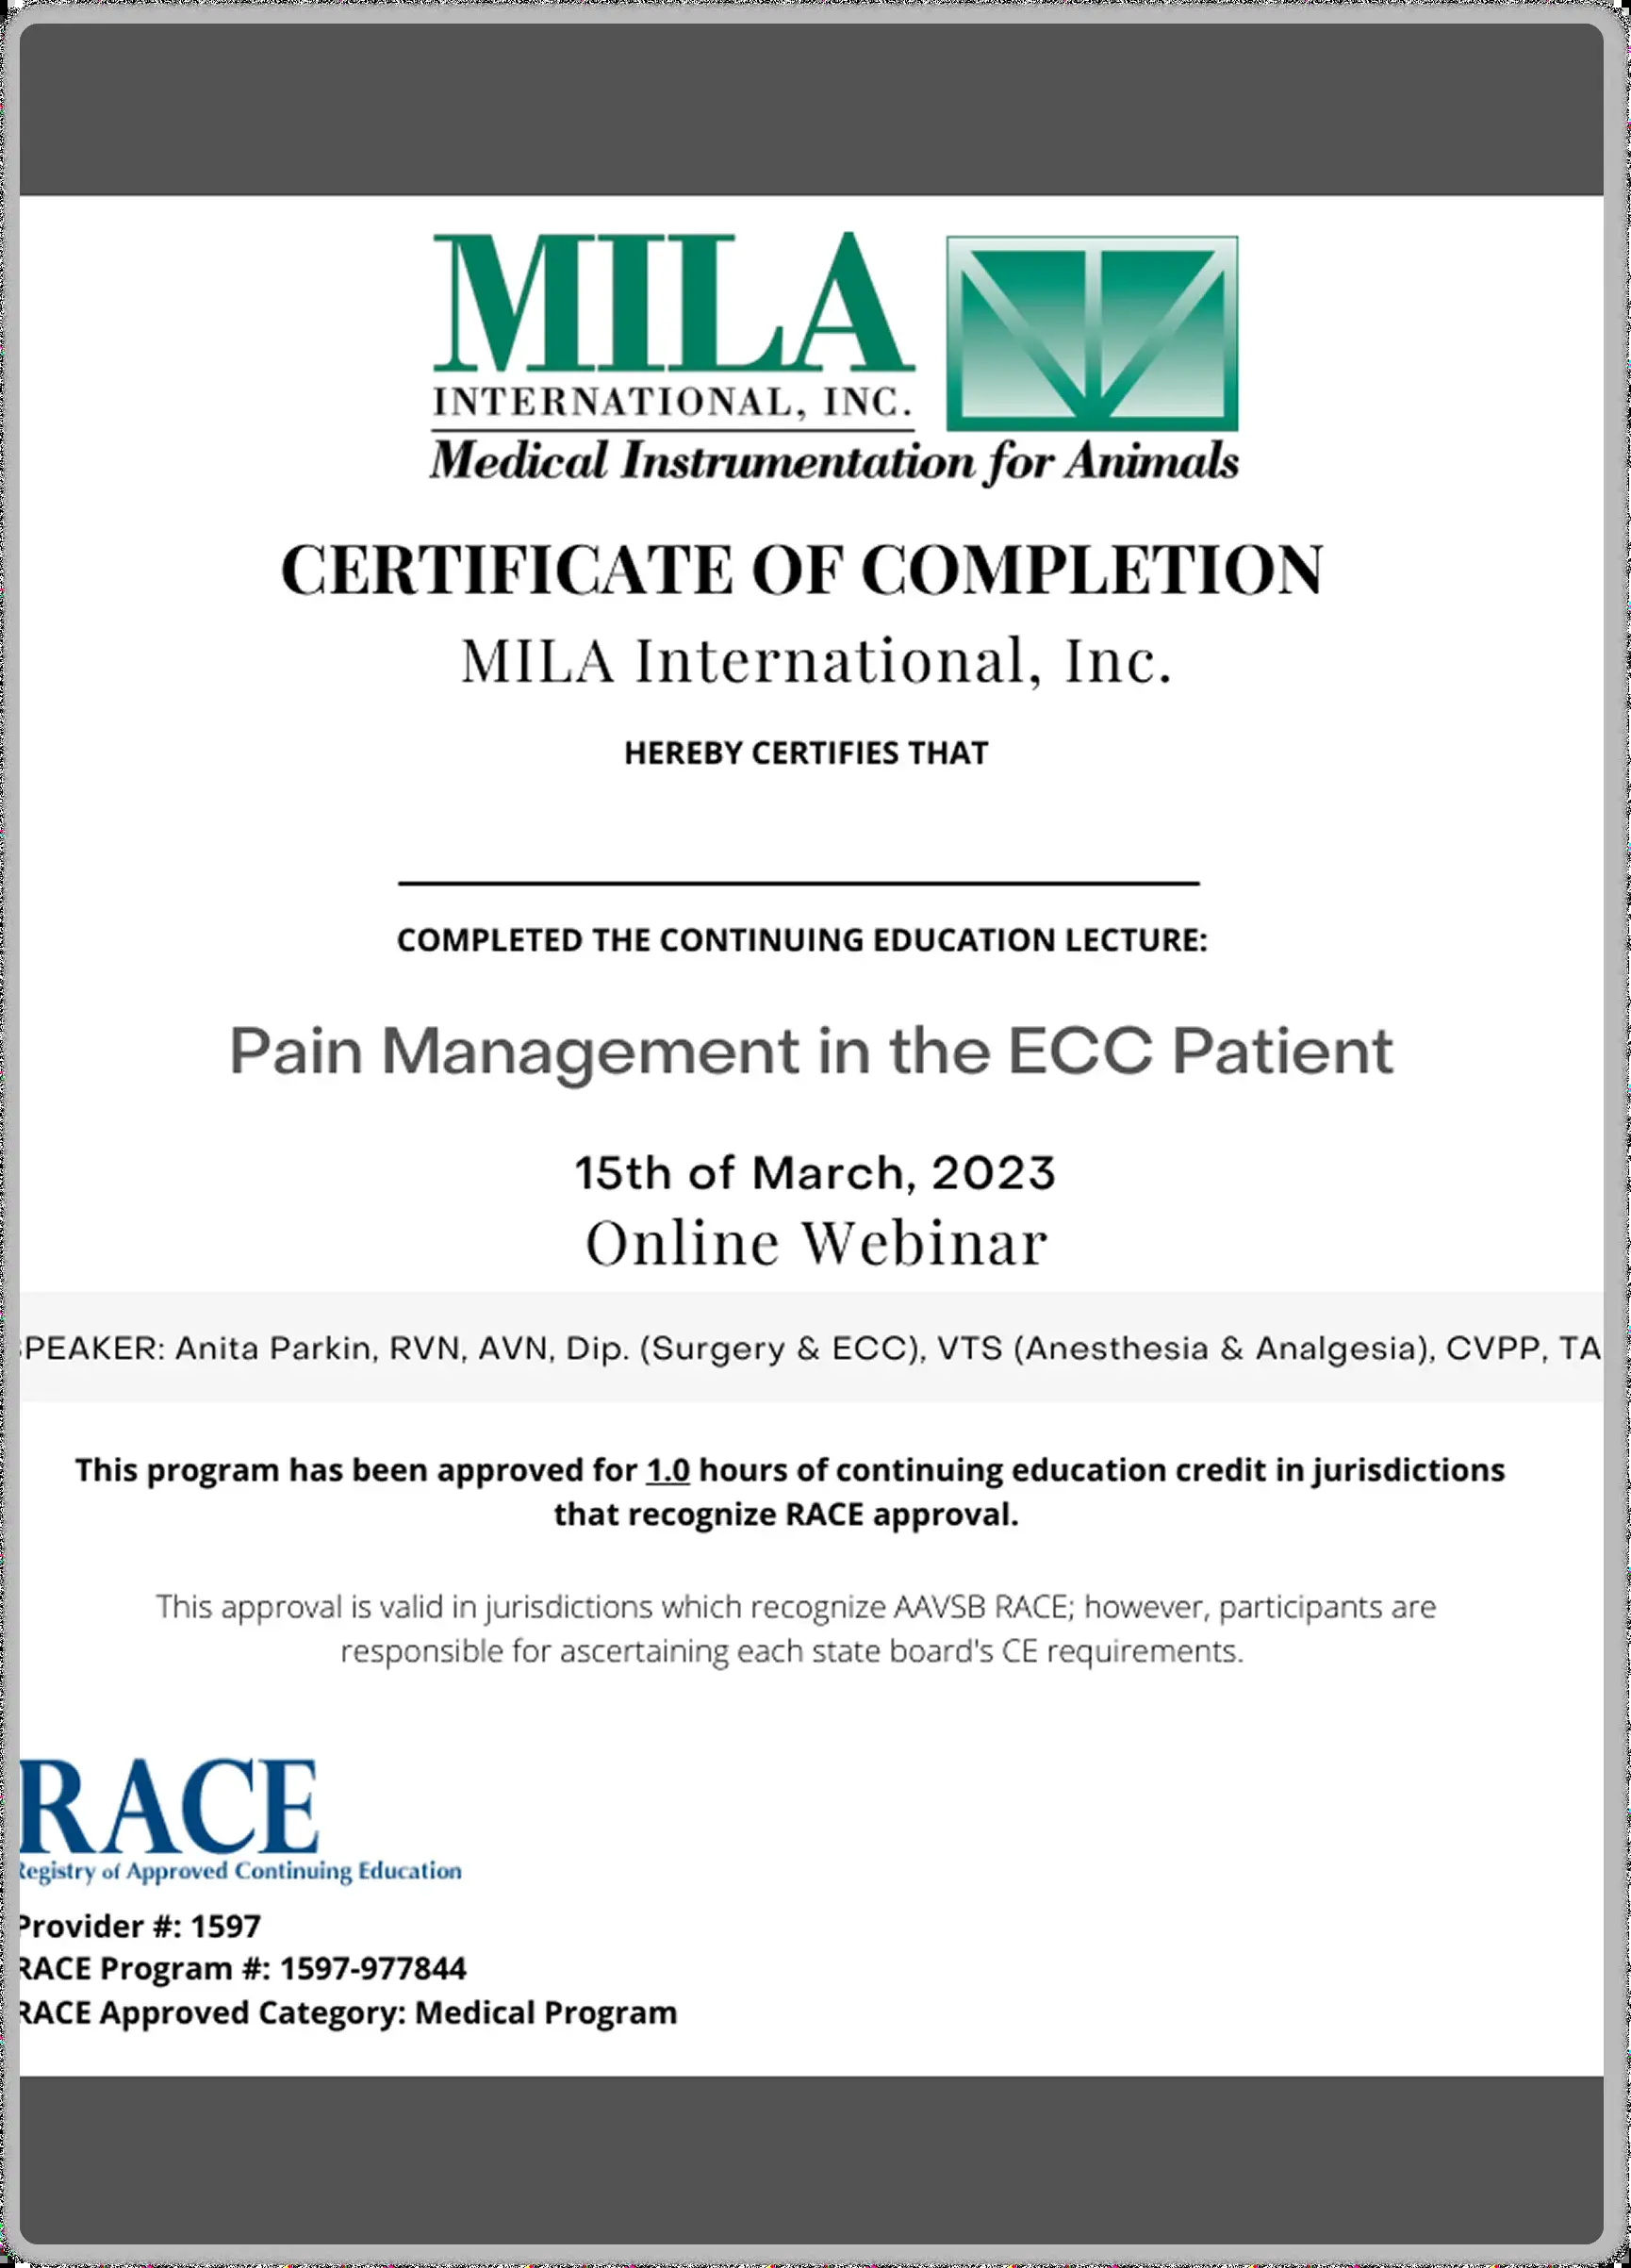 MILA
INTERNATIONAL, INC.
Medical Instrumentation for Animals
CERTIFICATE OF COMPLETION
MILA International, Inc.
HEREBY CERTIFIES THAT
COMPLETED THE CONTINUING EDUCATION LECTURE:
Pain Management in the ECC Patient
15th of March, 2023
Online Webinar
SPEAKER: Anita Parkin, RVN, AVN, Dip. (Surgery & ECC), VTS (Anesthesia & Analgesia), CVPP, TA
This program has been approved for 1.0 hours of continuing education credit in jurisdictions
that recognize RACE approval.
This approval is valid in jurisdictions which recognize AAVSB RACE; however, participants are
responsible for ascertaining each state board's CE requirements.
RACE
Registry of Approved Continuing Education
Provider #: 1597
RACE Program #: 1597-977844
RACE Approved Category: Medical Program